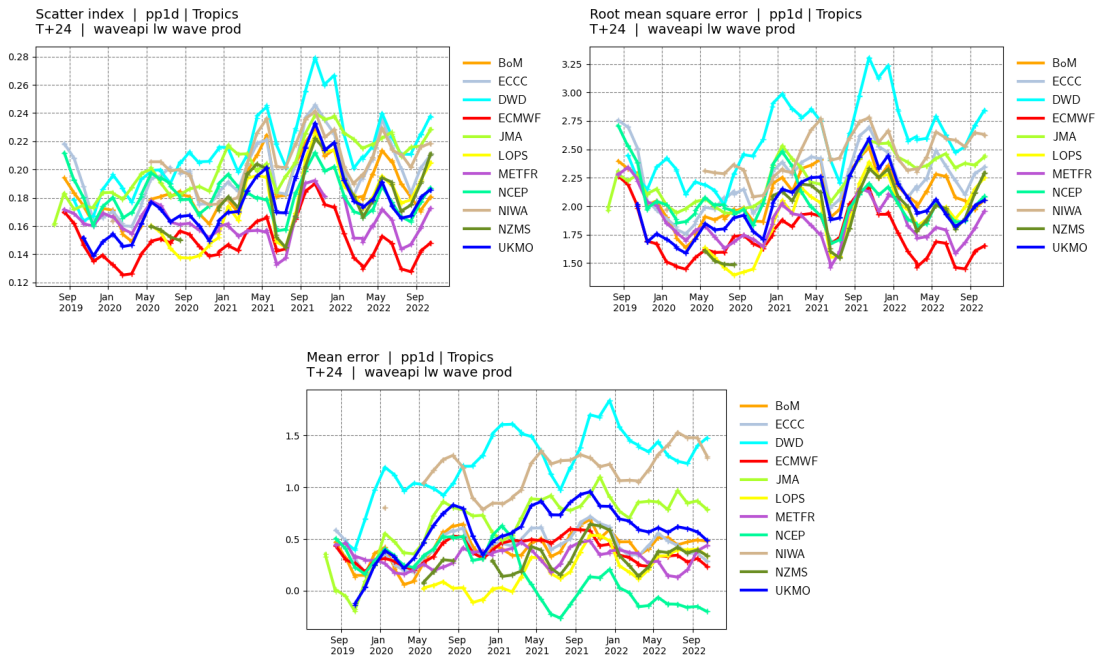 Scatter index | pp1d | Tropics
T+24 | waveapi lw wave prod
0.28
0.26
0.24
0.22
0.20
0.18
0.16
0.14
0.12
Sep 2019
Jan 2020
May 2020
Sep 2020
Jan 2021
May 2021
Sep 2021
Jan 2022
May 2022
Sep 2022
BoM
ECCC
DWD
ECMWF
JMA
LOPS
METFR
NCEP
NIWA
NZMS
UKMO
Root mean square error | pp1d | Tropics
T+24 | waveapi lw wave prod
3.25
3.00
2.75
2.50
2.25
2.00
1.75
1.50
Sep 2019
Jan 2020
May 2020
Sep 2020
Jan 2021
May 2021
Sep 2021
Jan 2022
May 2022
Sep 2022
BoM
ECCC
DWD
ECMWF
JMA
LOPS
METFR
NCEP
NIWA
NZMS
UKMO
Mean error | pp1d | Tropics
T+24 | waveapi lw wave prod
1.5
1.0
0.5
0.0
Sep 2019
Jan 2020
May 2020
Sep 2020
Jan 2021
May 2021
Sep 2021
Jan 2022
May 2022
Sep 2022
BoM
ECCC
DWD
ECMWF
JMA
LOPS
METFR
NCEP
NIWA
NZMS
UKMO